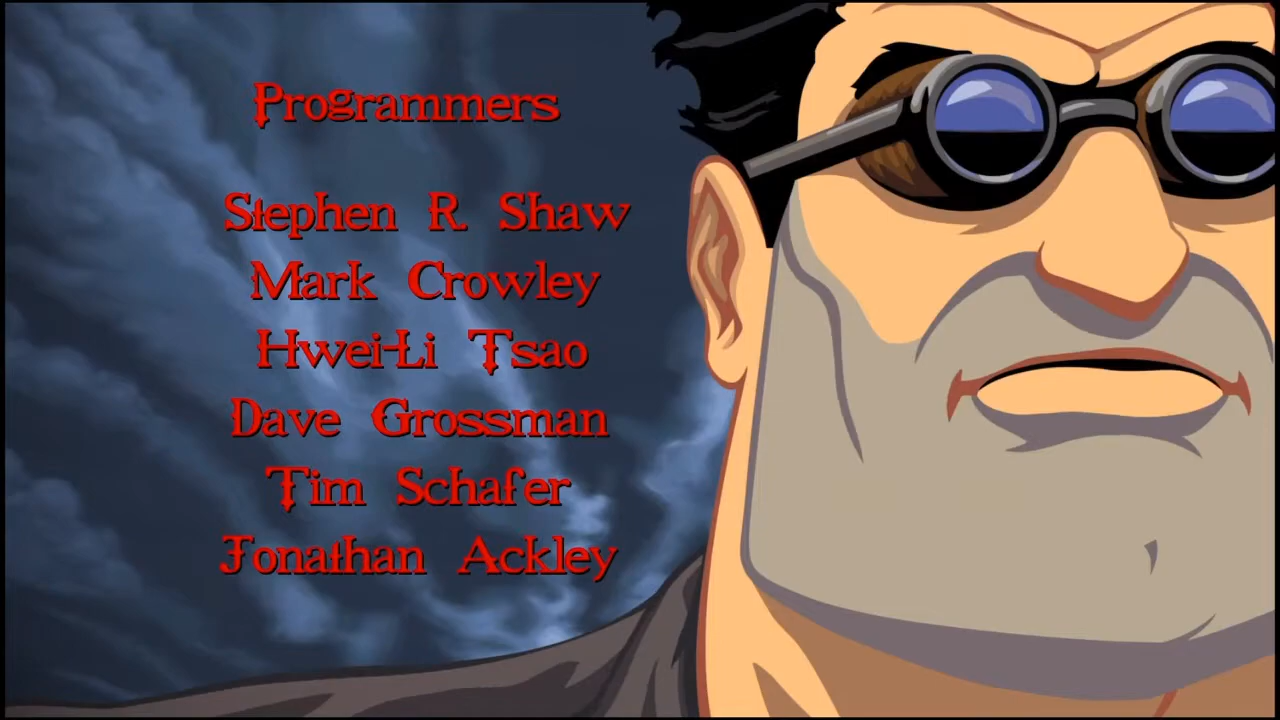 Programmers
Stephen R. Shaw
Mark Crowley
Hwei-Li Tsao
Dave Grossman
Tim Schafer
Jonathan Ackley